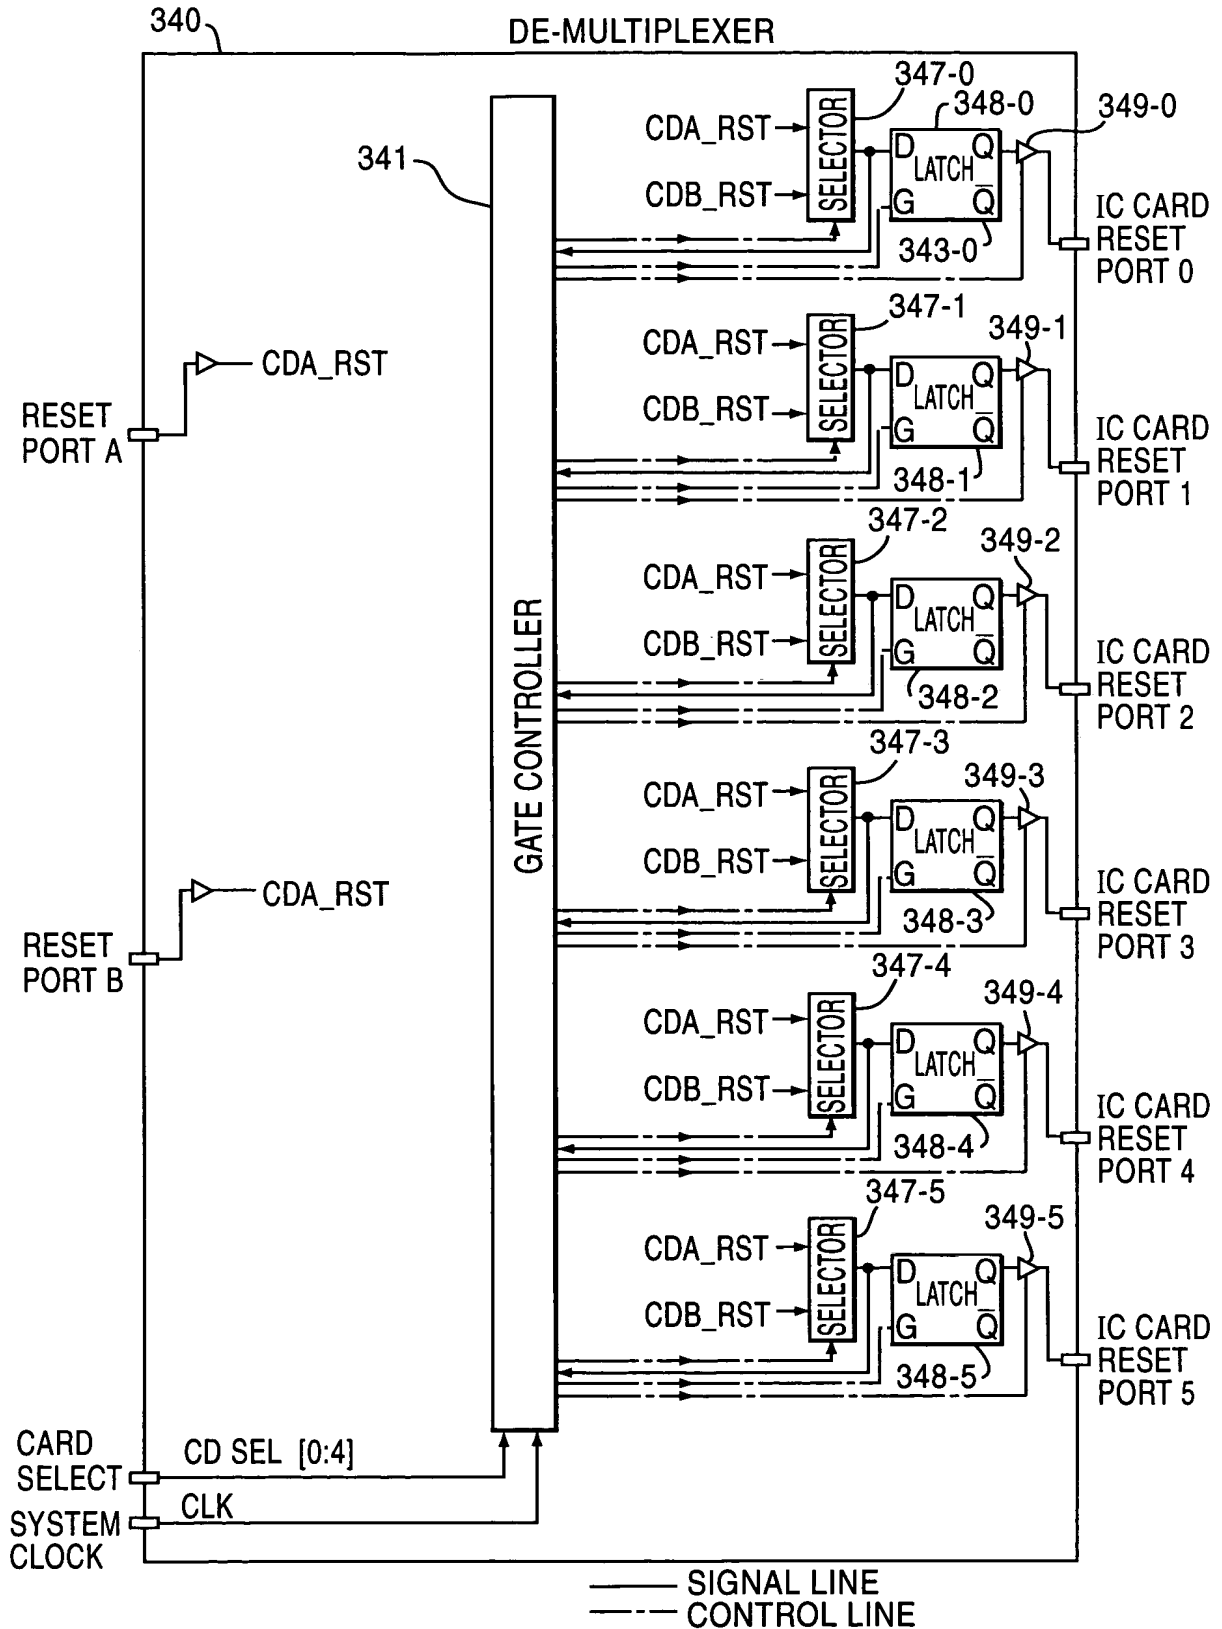 340
DE-MULTIPLEXER
341
GATE CONTROLLER
RESET
PORT A
CDA_RST
RESET
PORT B
CDA_RST
CARD
SELECT
CD SEL [0:4]
SYSTEM
CLOCK
CLK
347-0
CDA_RST
CDB_RST
SELECTOR
348-0
D Q
LATCH
G Q̅
343-0
349-0
IC CARD
RESET
PORT 0
347-1
CDA_RST
CDB_RST
SELECTOR
D Q
LATCH
G Q̅
348-1
349-1
IC CARD
RESET
PORT 1
347-2
CDA_RST
CDB_RST
SELECTOR
D Q
LATCH
G Q̅
348-2
349-2
IC CARD
RESET
PORT 2
347-3
CDA_RST
CDB_RST
SELECTOR
D Q
LATCH
G Q̅
348-3
349-3
IC CARD
RESET
PORT 3
347-4
CDA_RST
CDB_RST
SELECTOR
D Q
LATCH
G Q̅
348-4
349-4
IC CARD
RESET
PORT 4
347-5
CDA_RST
CDB_RST
SELECTOR
D Q
LATCH
G Q̅
348-5
349-5
IC CARD
RESET
PORT 5
SIGNAL LINE
CONTROL LINE